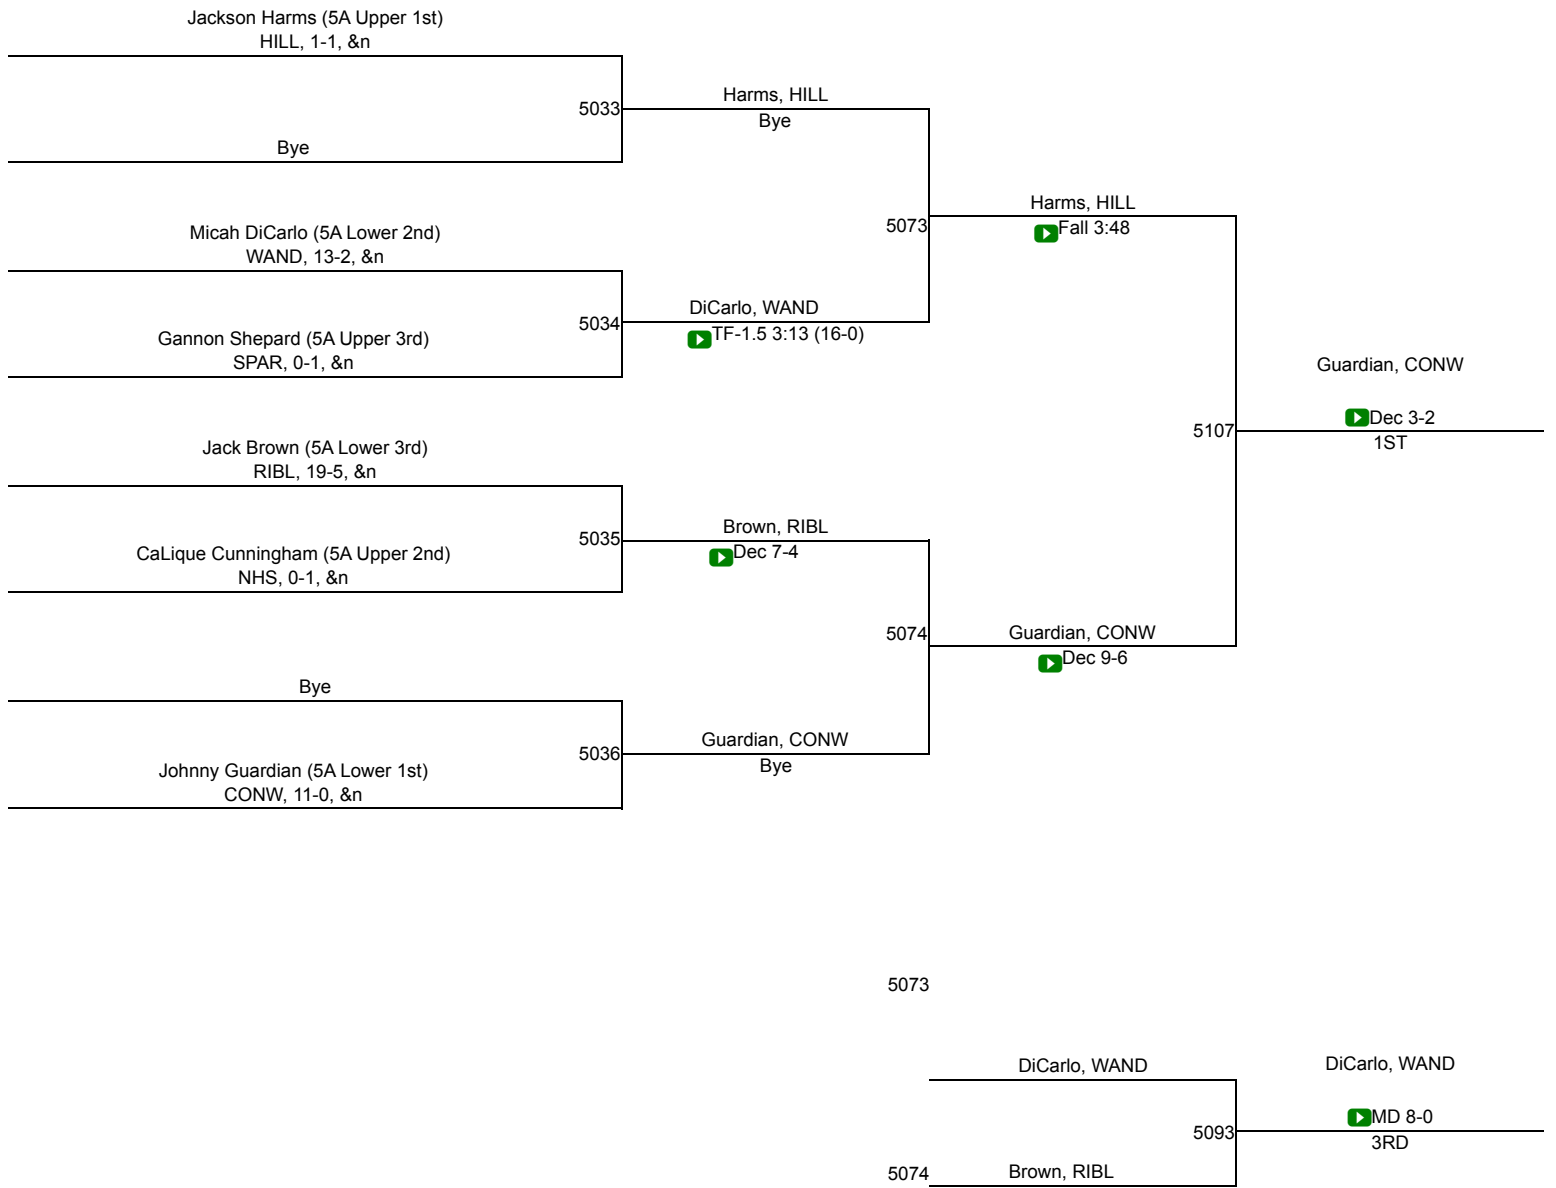 Jackson Harms (5A Upper 1st)
HILL, 1-1, &n
5033
Harms, HILL
Bye
Bye
Micah DiCarlo (5A Lower 2nd)
WAND, 13-2, &n
5073
Harms, HILL
Fall 3:48
5034
DiCarlo, WAND
TF-1.5 3:13 (16-0)
Gannon Shepard (5A Upper 3rd)
SPAR, 0-1, &n
Guardian, CONW
5107
Dec 3-2
1ST
Jack Brown (5A Lower 3rd)
RIBL, 19-5, &n
5035
Brown, RIBL
Dec 7-4
CaLique Cunningham (5A Upper 2nd)
NHS, 0-1, &n
5074
Guardian, CONW
Dec 9-6
Bye
5036
Guardian, CONW
Bye
Johnny Guardian (5A Lower 1st)
CONW, 11-0, &n
5073
DiCarlo, WAND
DiCarlo, WAND
5093
MD 8-0
3RD
5074
Brown, RIBL